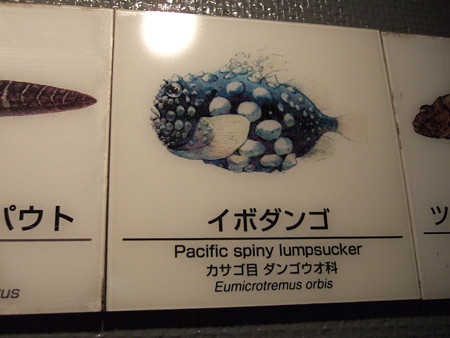 パウト
us
イボダンゴ
Pacific spiny lumpsucker
カサゴ目 ダンゴウオ科
Eumicrotremus orbis
ツ